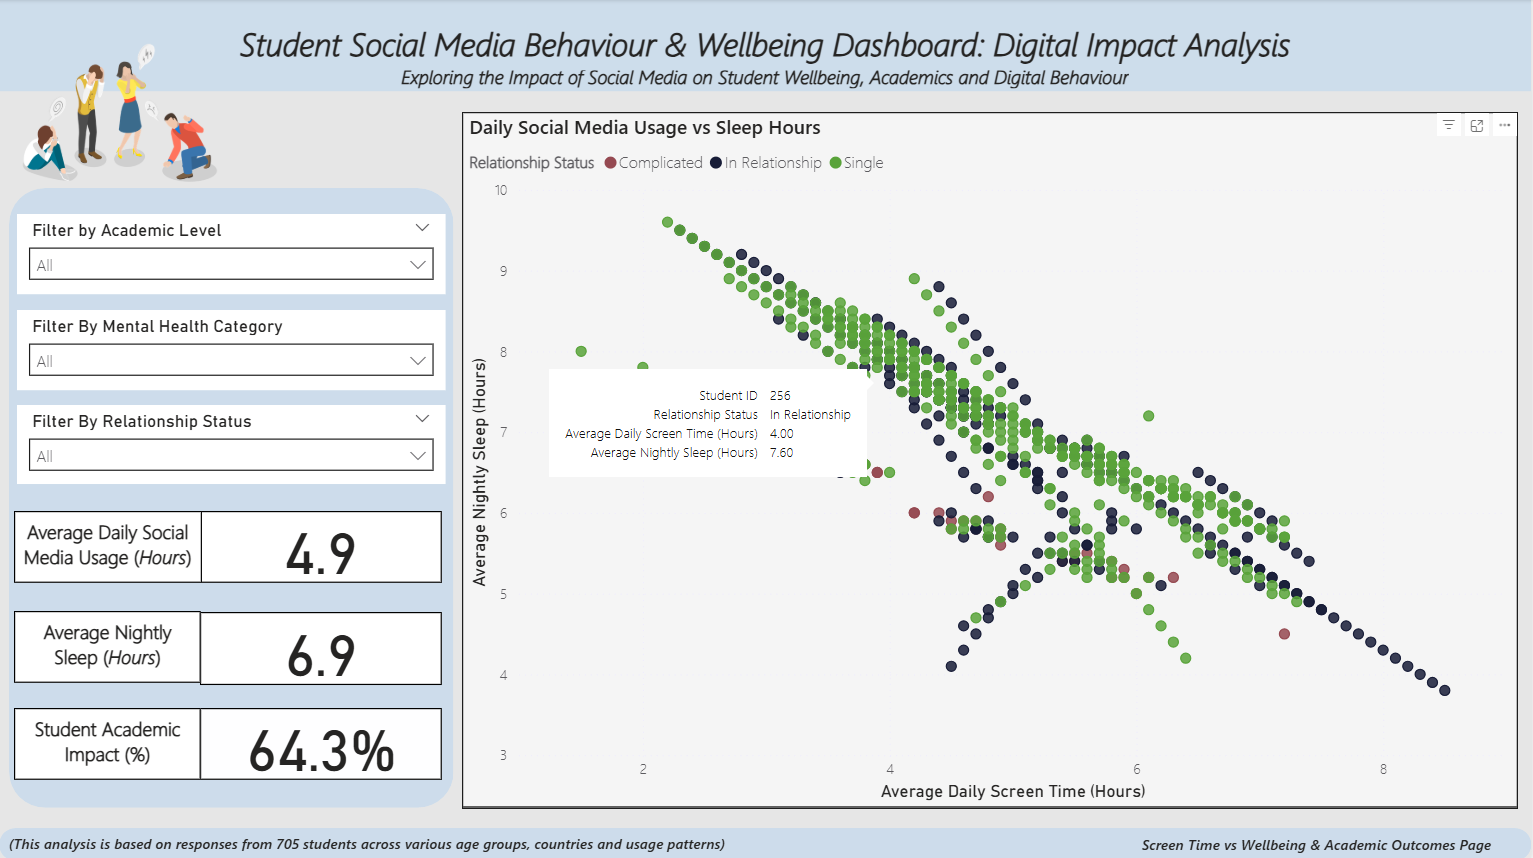 Student Social Media Behaviour & Wellbeing Dashboard: Digital Impact Analysis
Exploring the Impact of Social Media on Student Wellbeing, Academics and Digital Behaviour
Filter by Academic Level
All
Filter By Mental Health Category
All
Filter By Relationship Status
All
Average Daily Social
Media Usage (Hours)
4.9
Average Nightly
Sleep (Hours)
6.9
Student Academic
Impact (%)
64.3%
Daily Social Media Usage vs Sleep Hours
Relationship Status Complicated In Relationship Single
Average Nightly Sleep (Hours)
10
9
8
7
6
5
4
3
Student ID 256
Relationship Status In Relationship
Average Daily Screen Time (Hours) 4.00
Average Nightly Sleep (Hours) 7.60
2 4 6 8
Average Daily Screen Time (Hours)
(This analysis is based on responses from 705 students across various age groups, countries and usage patterns)
Screen Time vs Wellbeing & Academic Outcomes Page